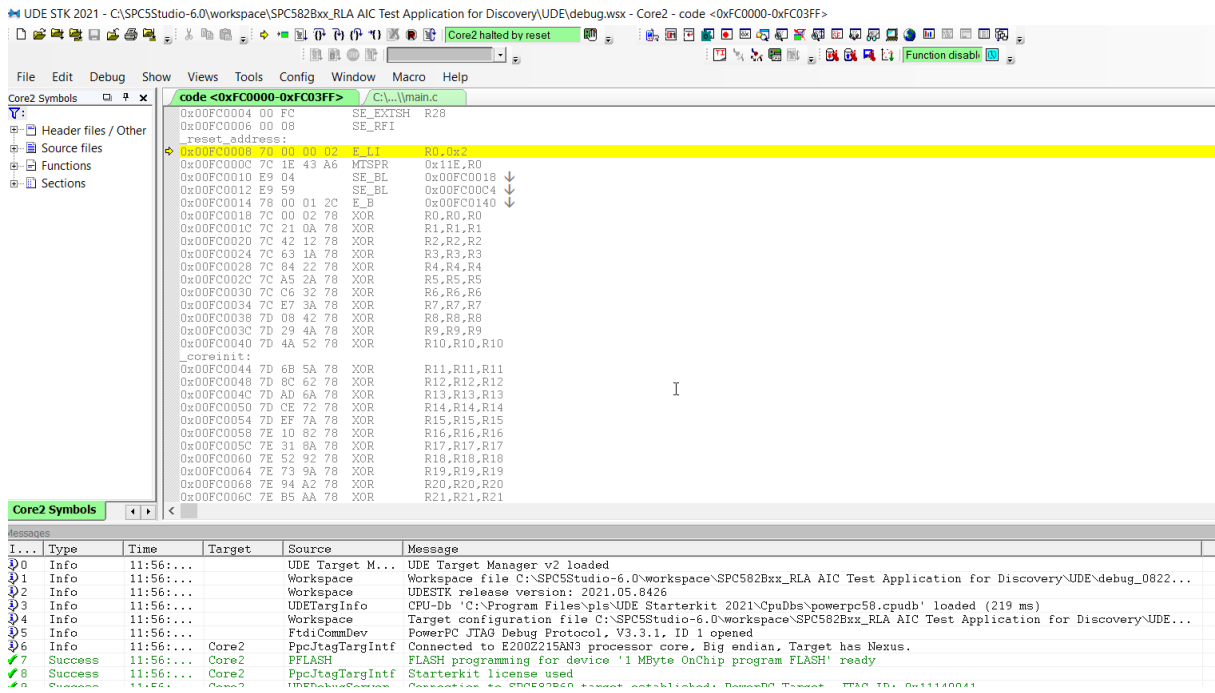 UDE STK 2021 - C:\SPC5Studio-6.0\workspace\SPC582Bxx_RLA AIC Test Application for Discovery\UDE\debug.wsx - Core2 - code <0xFC0000-0xFC03FF>
Core2 halted by reset
Function disabl
File Edit Debug Show Views Tools Config Window Macro Help
Core2 Symbols
code <0xFC0000-0xFC03FF> C:\...\\main.c
Header files / Other
Source files
Functions
Sections
0x00FC0004 00 FC SE_EXTSH R28
0x00FC0006 00 08 SE_RFI
_reset_address:
0x00FC0008 70 00 00 02 E_LI R0,0x2
0x00FC000C 7C 1E 43 A6 MTSPR 0x11E,R0
0x00FC0010 E9 04 SE_BL 0x00FC0018
0x00FC0012 E9 59 SE_BL 0x00FC00C4
0x00FC0014 78 00 01 2C E_B 0x00FC0140
0x00FC0018 7C 00 02 78 XOR R0,R0,R0
0x00FC001C 7C 21 0A 78 XOR R1,R1,R1
0x00FC0020 7C 42 12 78 XOR R2,R2,R2
0x00FC0024 7C 63 1A 78 XOR R3,R3,R3
0x00FC0028 7C 84 22 78 XOR R4,R4,R4
0x00FC002C 7C A5 2A 78 XOR R5,R5,R5
0x00FC0030 7C C6 32 78 XOR R6,R6,R6
0x00FC0034 7C E7 3A 78 XOR R7,R7,R7
0x00FC0038 7D 08 42 78 XOR R8,R8,R8
0x00FC003C 7D 29 4A 78 XOR R9,R9,R9
0x00FC0040 7D 4A 52 78 XOR R10,R10,R10
_coreinit:
0x00FC0044 7D 6B 5A 78 XOR R11,R11,R11
0x00FC0048 7D 8C 62 78 XOR R12,R12,R12
0x00FC004C 7D AD 6A 78 XOR R13,R13,R13
0x00FC0050 7D CE 72 78 XOR R14,R14,R14
0x00FC0054 7D EF 7A 78 XOR R15,R15,R15
0x00FC0058 7E 10 82 78 XOR R16,R16,R16
0x00FC005C 7E 31 8A 78 XOR R17,R17,R17
0x00FC0060 7E 52 92 78 XOR R18,R18,R18
0x00FC0064 7E 73 9A 78 XOR R19,R19,R19
0x00FC0068 7E 94 A2 78 XOR R20,R20,R20
0x00FC006C 7E B5 AA 78 XOR R21,R21,R21
Core2 Symbols
Messages
I... Type Time Target Source Message
0 Info 11:56:... UDE Target M... UDE Target Manager v2 loaded
1 Info 11:56:... Workspace Workspace file C:\SPC5Studio-6.0\workspace\SPC582Bxx_RLA AIC Test Application for Discovery\UDE\debug_0822...
2 Info 11:56:... Workspace UDESTK release version: 2021.05.8426
3 Info 11:56:... UDETargInfo CPU-Db 'C:\Program Files\pls\UDE Starterkit 2021\CpuDbs\powerpc58.cpudb' loaded (219 ms)
4 Info 11:56:... Workspace Target configuration file C:\SPC5Studio-6.0\workspace\SPC582Bxx_RLA AIC Test Application for Discovery\UDE...
5 Info 11:56:... FtdiCommDev PowerPC JTAG Debug Protocol, V3.3.1, ID 1 opened
6 Info 11:56:... Core2 PpcJtagTargIntf Connected to E200Z215AN3 processor core, Big endian, Target has Nexus.
7 Success 11:56:... Core2 PFLASH FLASH programming for device '1 MByte OnChip program FLASH' ready
8 Success 11:56:... Core2 PpcJtagTargIntf Starterkit license used
9 Success 11:56:... Core2 UDEDebugServer Connection to SPC582B60 target established: PowerPC Target, JTAG-ID: 0x11140041